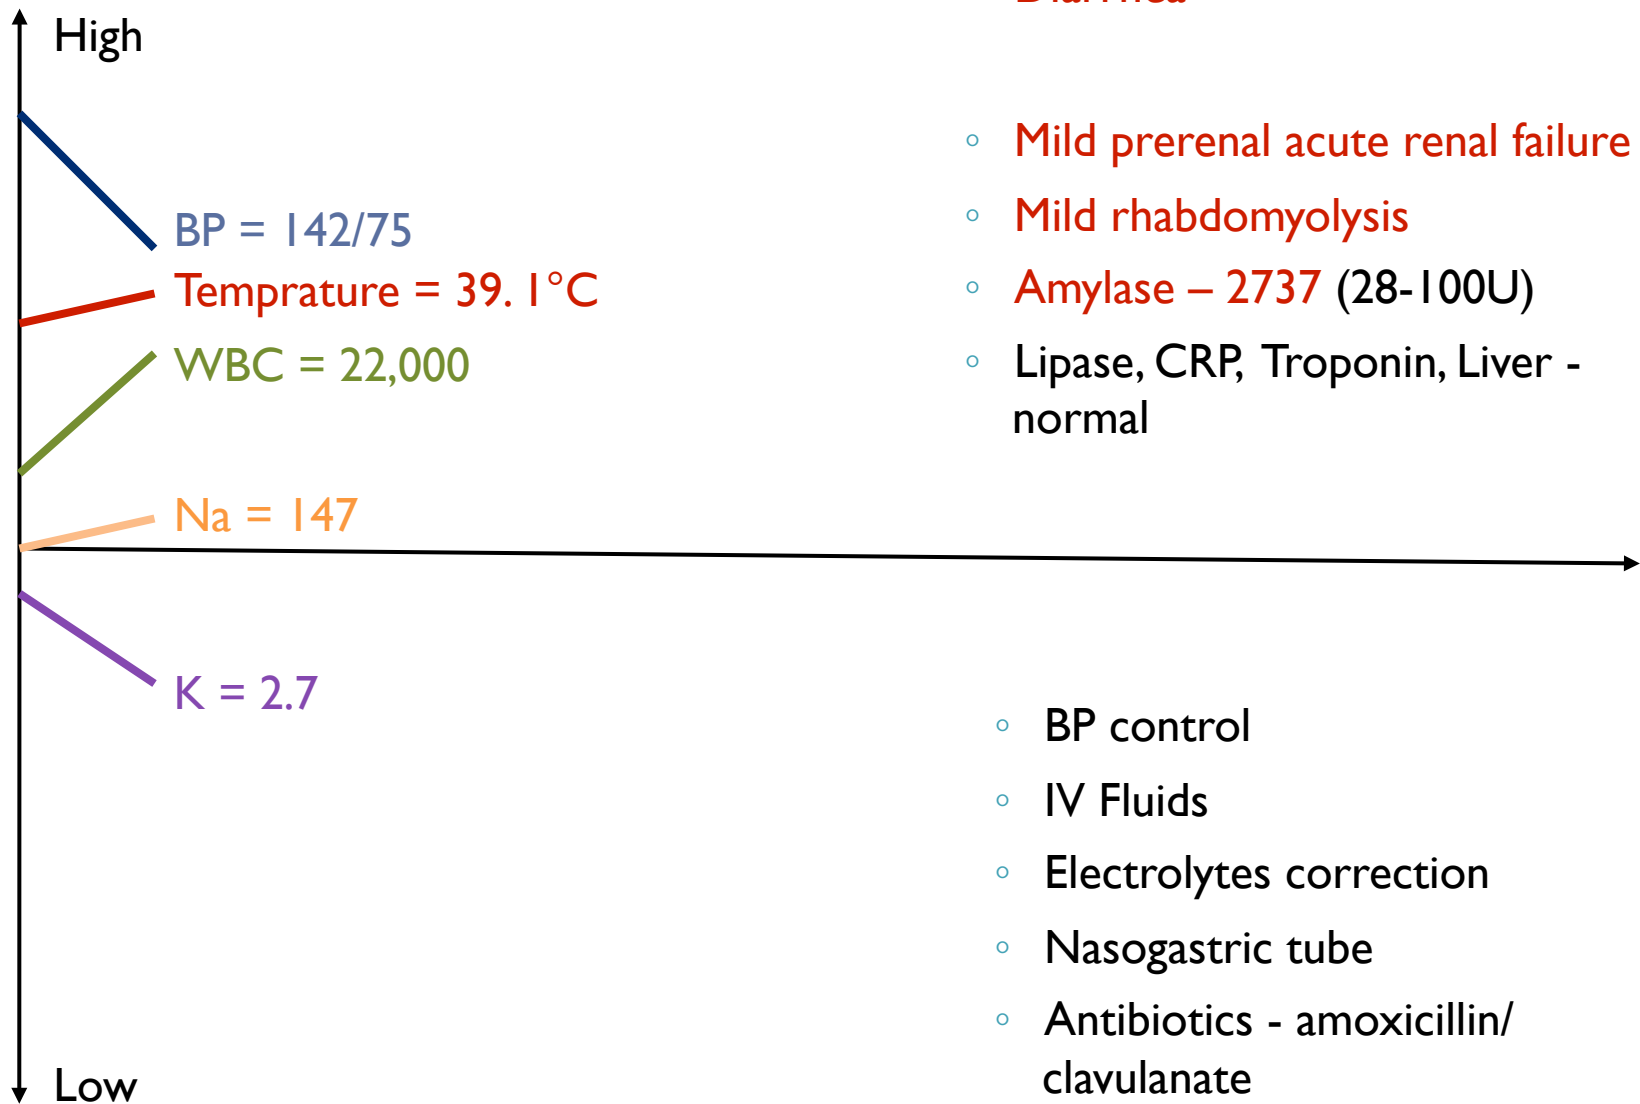 High
BP = 142/75
Temprature = 39. 1°C
WBC = 22,000
Na = 147
K = 2.7
Low
◦ Mild prerenal acute renal failure
◦ Mild rhabdomyolysis
◦ Amylase – 2737 (28-100U)
◦ Lipase, CRP, Troponin, Liver -
normal
◦ BP control
◦ IV Fluids
◦ Electrolytes correction
◦ Nasogastric tube
◦ Antibiotics - amoxicillin/
clavulanate